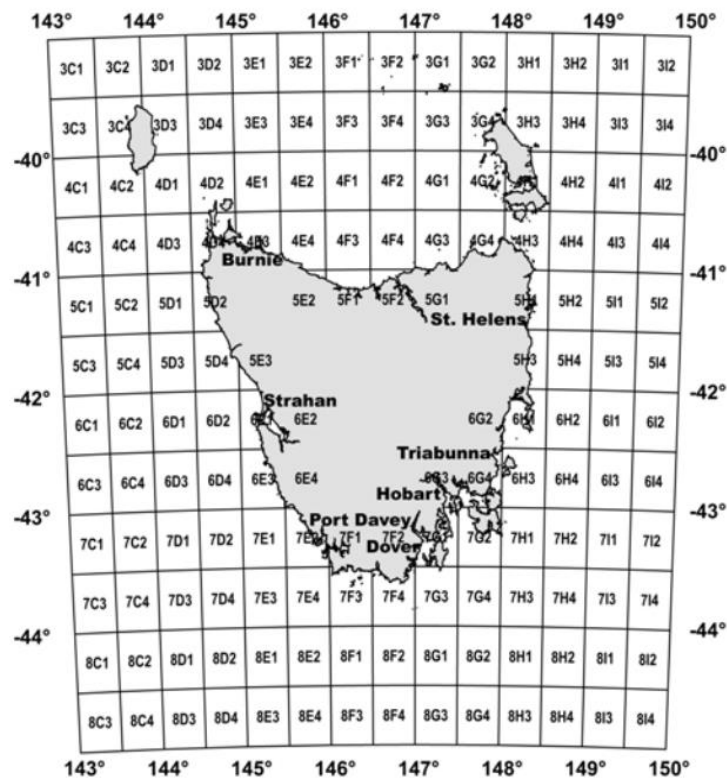 143° 144° 145° 146° 147° 148° 149° 150°
3C1 3C2 3D1 3D2 3E1 3E2 3F1 3F2 3G1 3G2 3H1 3H2 3I1 3I2
3C3 3C4 3D3 3D4 3E3 3E4 3F3 3F4 3G3 3G4 3H3 3H4 3I3 3I4
-40° -40°
4C1 4C2 4D1 4D2 4E1 4E2 4F1 4F2 4G1 4G2 4H2 4I1 4I2
4C3 4C4 4D3 4D4 4E3 4E4 4F3 4F4 4G3 4G4 4H3 4H4 4I3 4I4
Burnie
-41° -41°
5C1 5C2 5D1 5D2 5E2 5F1 5F2 5G1 5H1 5H2 5I1 5I2
St. Helens
5C3 5C4 5D3 5D4 5E3 5H3 5H4 5I3 5I4
-42° -42°
Strahan
6C1 6C2 6D1 6D2 6E2 6G2 6H1 6H2 6I1 6I2
Triabunna
6C3 6C4 6D3 6D4 6E3 6E4 6G3 6G4 6H3 6H4 6I3 6I4
Hobart
-43° -43°
Port Davey
7C1 7C2 7D1 7D2 7E1 7E2 7F1 7F2 7G1 7G2 7H1 7H2 7I1 7I2
Dover
7C3 7C4 7D3 7D4 7E3 7E4 7F3 7F4 7G3 7G4 7H3 7H4 7I3 7I4
-44° -44°
8C1 8C2 8D1 8D2 8E1 8E2 8F1 8F2 8G1 8G2 8H1 8H2 8I1 8I2
8C3 8C4 8D3 8D4 8E3 8E4 8F3 8F4 8G3 8G4 8H3 8H4 8I3 8I4
143° 144° 145° 146° 147° 148° 149° 150°